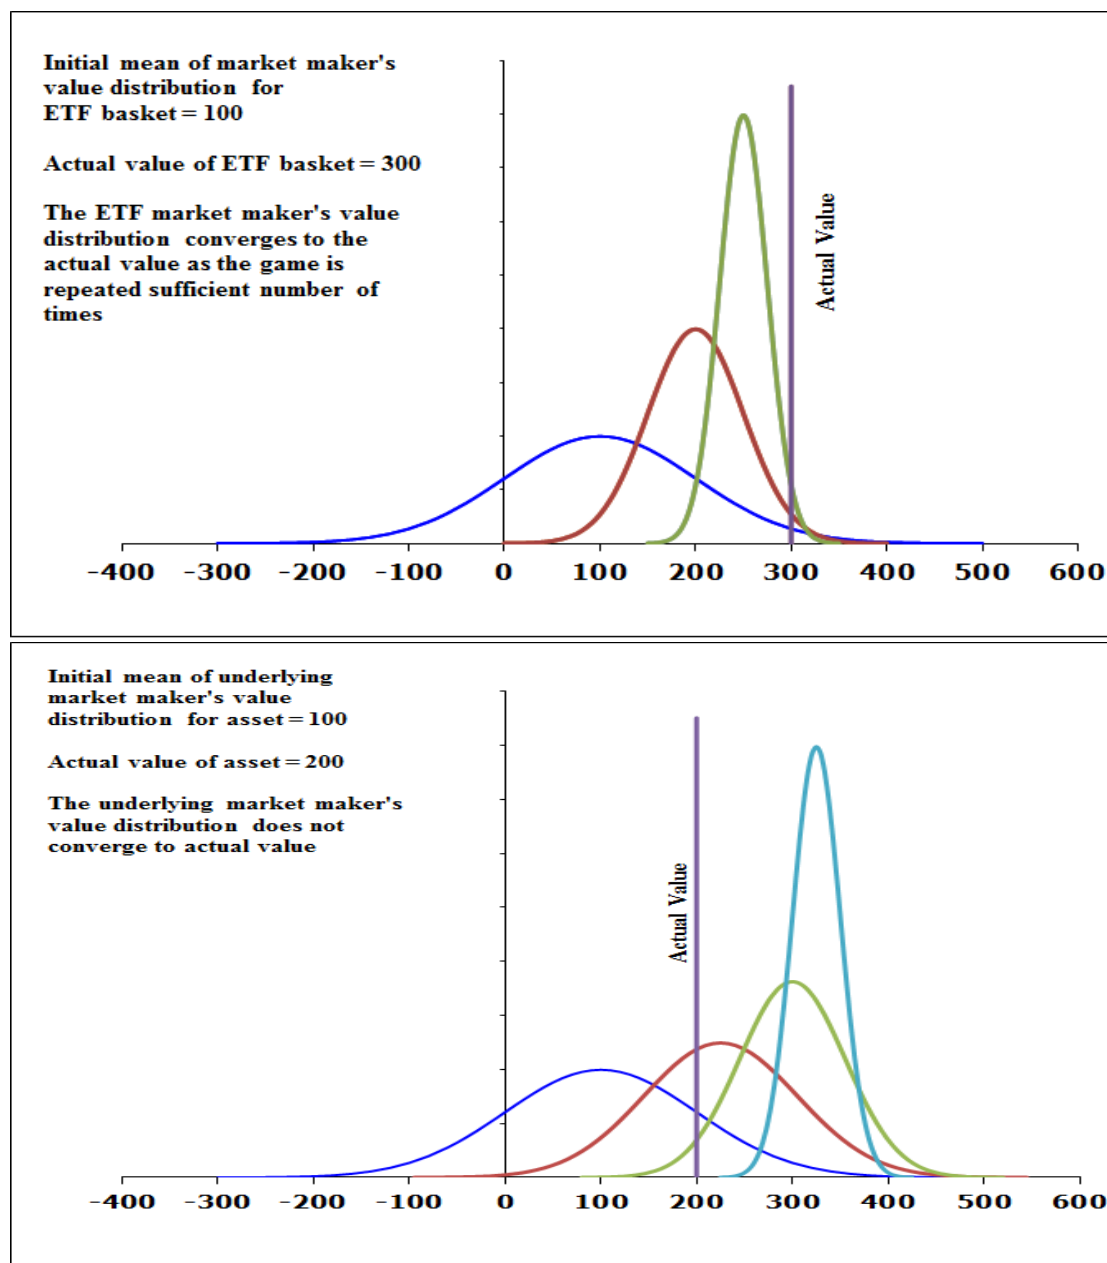 Initial mean of market maker's
value distribution for
ETF basket = 100
Actual value of ETF basket = 300
The ETF market maker's value
distribution converges to the
actual value as the game is
repeated sufficient number of
times
Actual Value
-400 -300 -200 -100 0 100 200 300 400 500 600
Initial mean of underlying
market maker's value
distribution for asset = 100
Actual value of asset = 200
The underlying market maker's
value distribution does not
converge to actual value
Actual Value
-400 -300 -200 -100 0 100 200 300 400 500 600